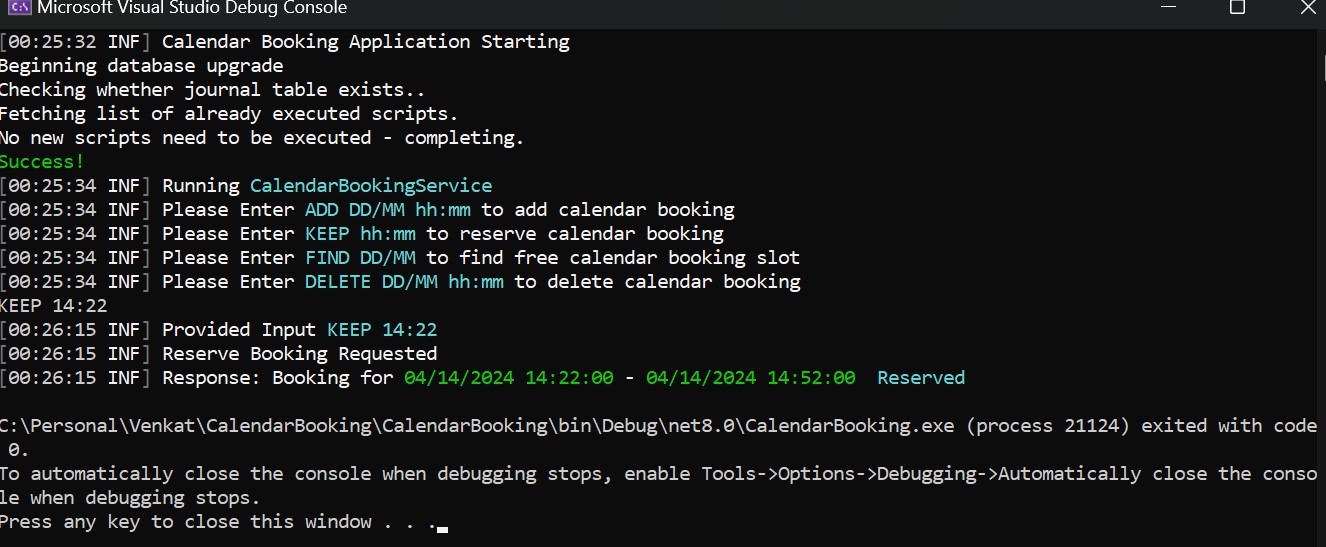 Microsoft Visual Studio Debug Console
[00:25:32 INF] Calendar Booking Application Starting
Beginning database upgrade
Checking whether journal table exists..
Fetching list of already executed scripts.
No new scripts need to be executed - completing.
Success!
[00:25:34 INF] Running CalendarBookingService
[00:25:34 INF] Please Enter ADD DD/MM hh:mm to add calendar booking
[00:25:34 INF] Please Enter KEEP hh:mm to reserve calendar booking
[00:25:34 INF] Please Enter FIND DD/MM to find free calendar booking slot
[00:25:34 INF] Please Enter DELETE DD/MM hh:mm to delete calendar booking
KEEP 14:22
[00:26:15 INF] Provided Input KEEP 14:22
[00:26:15 INF] Reserve Booking Requested
[00:26:15 INF] Response: Booking for 04/14/2024 14:22:00 - 04/14/2024 14:52:00  Reserved
C:\Personal\Venkat\CalendarBooking\CalendarBooking\bin\Debug\net8.0\CalendarBooking.exe (process 21124) exited with code
 0.
To automatically close the console when debugging stops, enable Tools->Options->Debugging->Automatically close the conso
le when debugging stops.
Press any key to close this window . . .